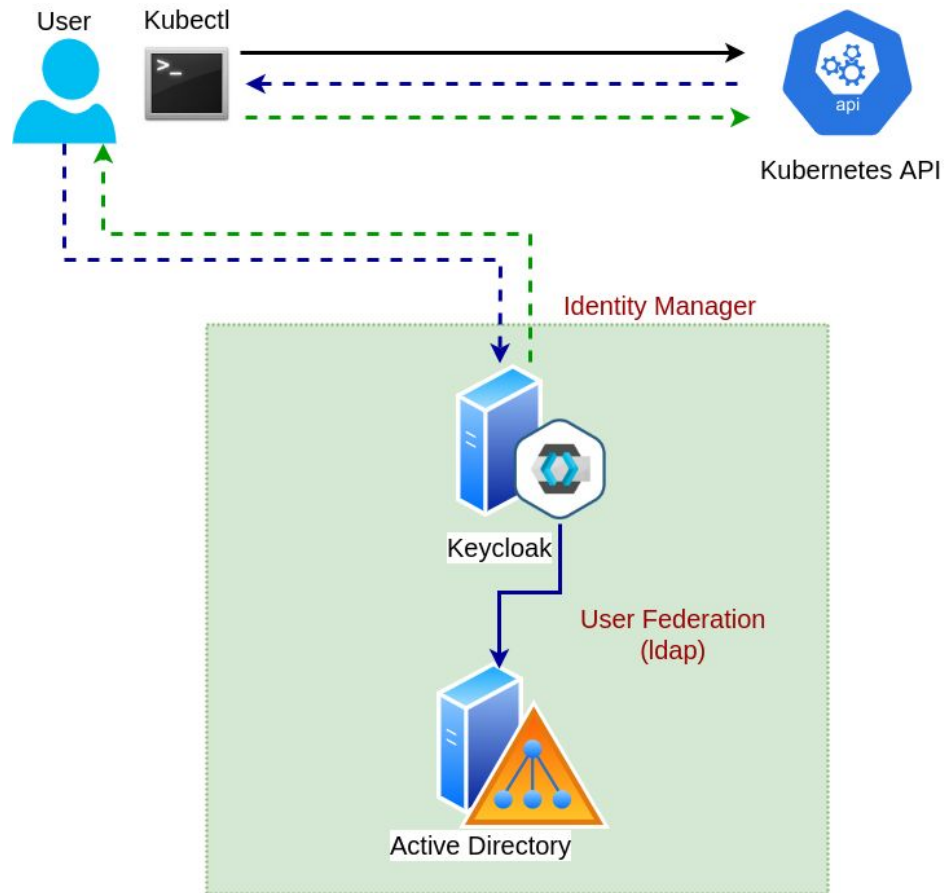 User
Kubectl
>_
api
Kubernetes API
Identity Manager
Keycloak
User Federation
(ldap)
Active Directory